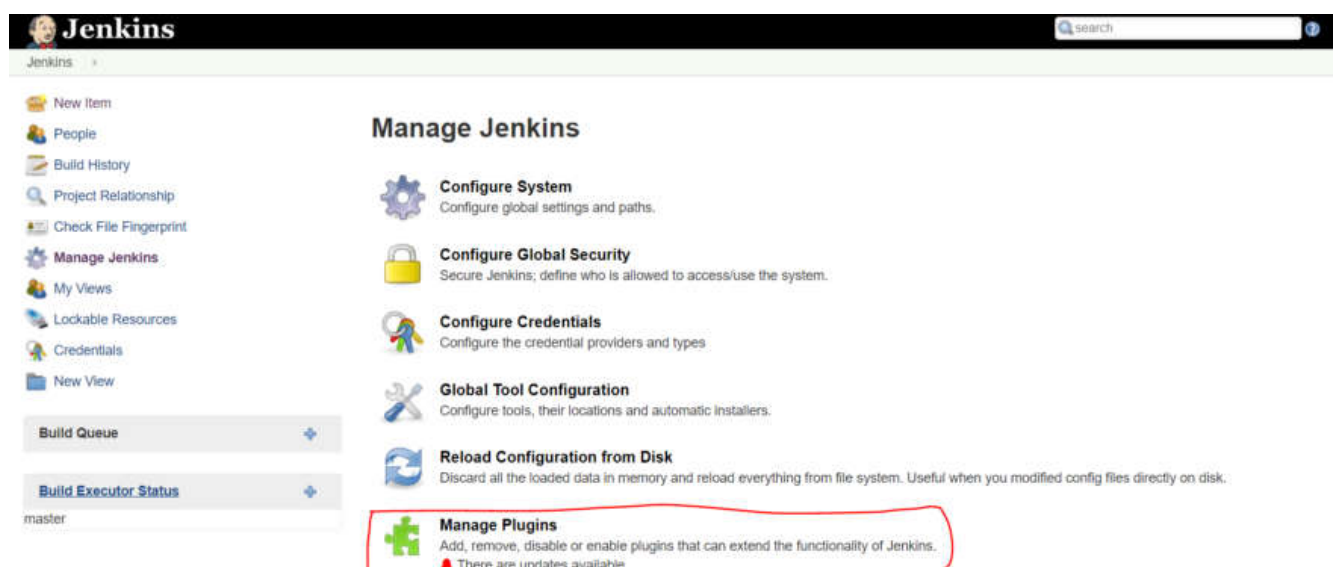 Jenkins
search
Jenkins
New Item
People
Build History
Project Relationship
Check File Fingerprint
Manage Jenkins
My Views
Lockable Resources
Credentials
New View
Build Queue
Build Executor Status
master
Manage Jenkins
Configure System
Configure global settings and paths.
Configure Global Security
Secure Jenkins; define who is allowed to access/use the system.
Configure Credentials
Configure the credential providers and types
Global Tool Configuration
Configure tools, their locations and automatic installers.
Reload Configuration from Disk
Discard all the loaded data in memory and reload everything from file system. Useful when you modified config files directly on disk.
Manage Plugins
Add, remove, disable or enable plugins that can extend the functionality of Jenkins.
There are updates available